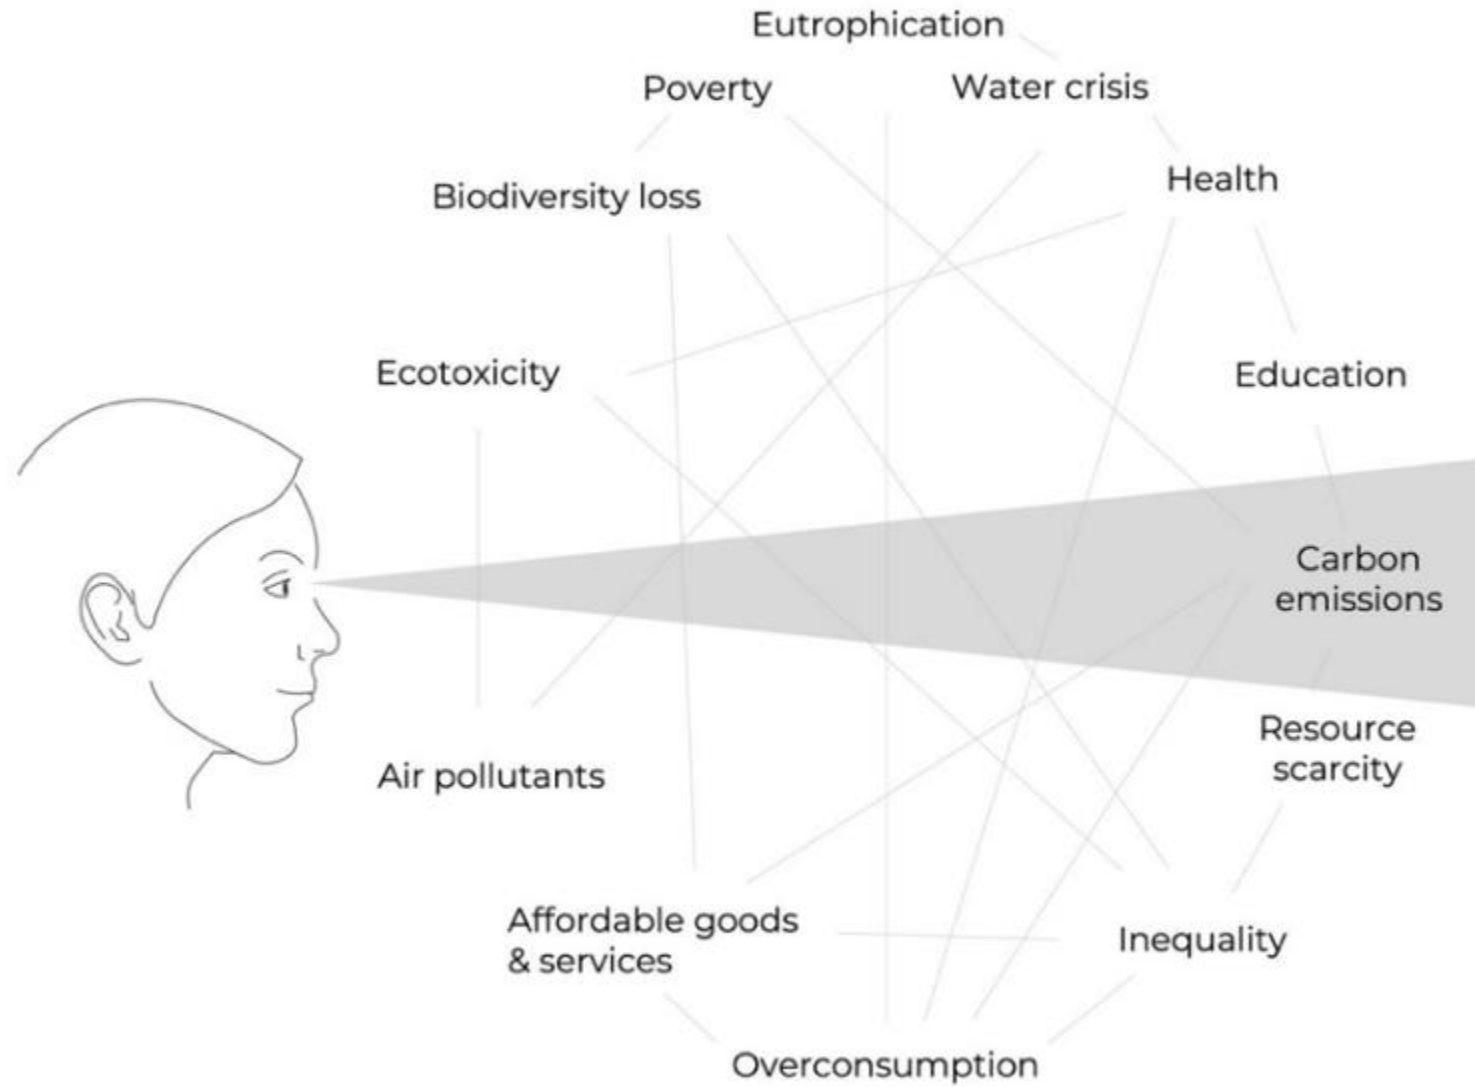 Eutrophication
Poverty
Water crisis
Biodiversity loss
Health
Ecotoxicity
Education
Carbon
emissions
Resource
scarcity
Air pollutants
Affordable goods
& services
Inequality
Overconsumption